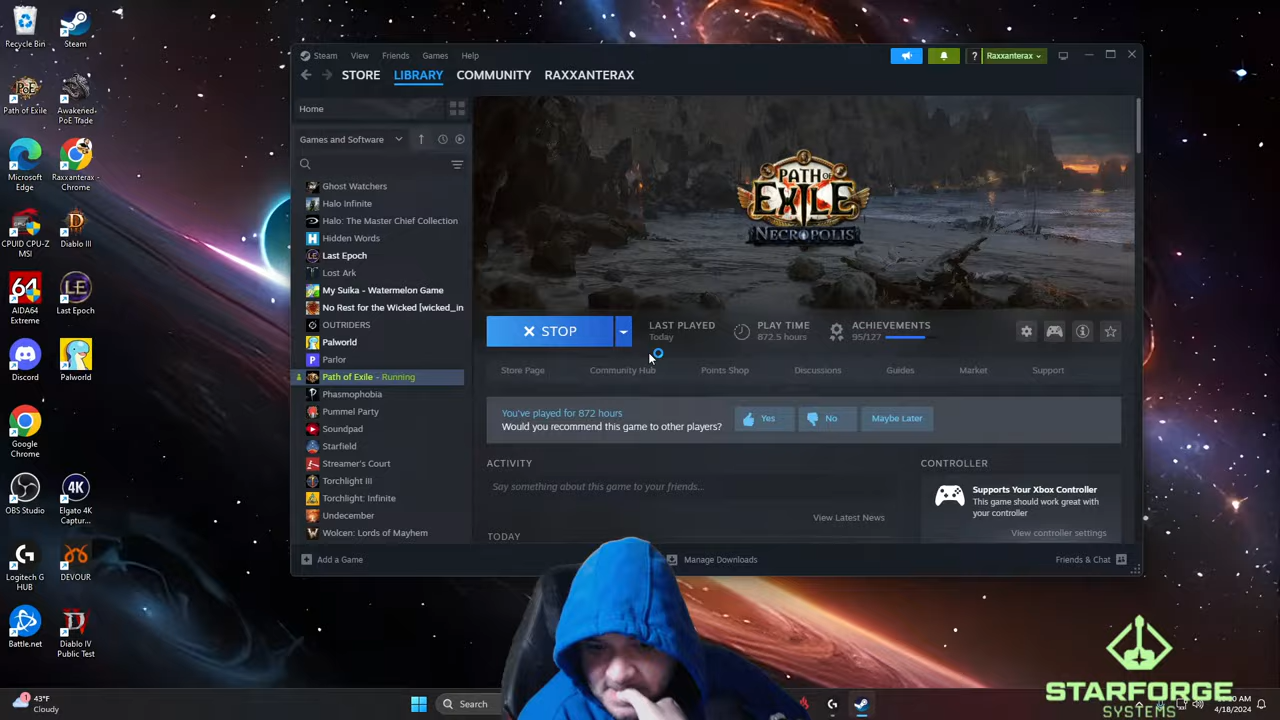 Recycle Bin
Steam
Path of Exile
Awakened PoE Trade
Microsoft Edge
Raxxanterax - Chrome
CPUID CPU-Z MSI
Diablo III
64
AIDA64 Extreme
LE
Last Epoch
Discord
Palworld
Google Chrome
OBS Studio
4K
Elgato 4K Captur...
Logitech G HUB
DEVOUR
Battle.net
Diablo IV Public Test
Steam View Friends Games Help
? Raxxanterax
STORE LIBRARY COMMUNITY RAXXANTERAX
Home
Games and Software
Ghost Watchers
Halo Infinite
Halo: The Master Chief Collection
Hidden Words
Last Epoch
Lost Ark
My Suika - Watermelon Game
No Rest for the Wicked [wicked_in
OUTRIDERS
Palworld
Parlor
Path of Exile - Running
Phasmophobia
Pummel Party
Soundpad
Starfield
Streamer's Court
Torchlight III
Torchlight: Infinite
Undecember
Wolcen: Lords of Mayhem
Add a Game
PATH OF
EXILE
NECROPOLIS
STOP
LAST PLAYED
Today
PLAY TIME
872.5 hours
ACHIEVEMENTS
95/127
Store Page Community Hub Points Shop Discussions Guides Market Support
You've played for 872 hours
Would you recommend this game to other players?
Yes No Maybe Later
ACTIVITY
Say something about this game to your friends...
View Latest News
TODAY
CONTROLLER
Supports Your Xbox Controller
This game should work great with
your controller
View controller settings
Manage Downloads
Friends & Chat
STARFORGE
SYSTEMS
43°F
Cloudy
Search
AM
4/18/2024